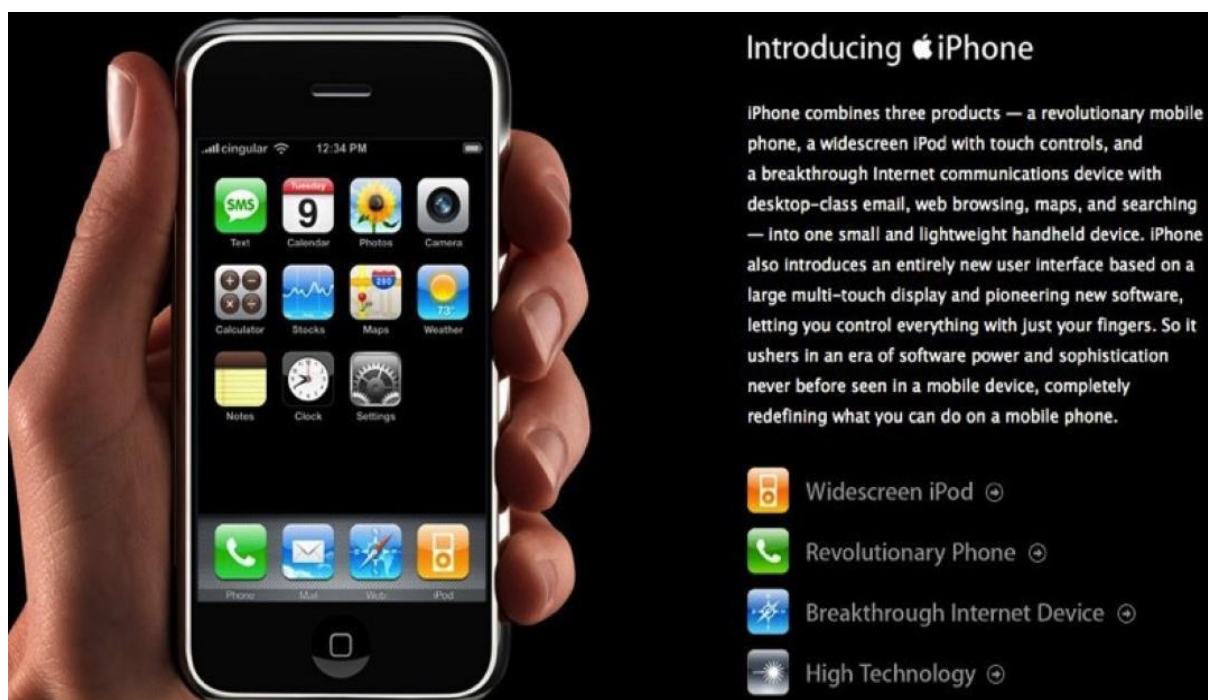 cingular 12:34 PM
SMS Tuesday 9
Text Calendar Photos Camera
280 73°
Calculator Stocks Maps Weather
Notes Clock Settings
Phone Mail Web iPod
Introducing iPhone
iPhone combines three products — a revolutionary mobile
phone, a widescreen iPod with touch controls, and
a breakthrough Internet communications device with
desktop-class email, web browsing, maps, and searching
— into one small and lightweight handheld device. iPhone
also introduces an entirely new user interface based on a
large multi-touch display and pioneering new software,
letting you control everything with just your fingers. So it
ushers in an era of software power and sophistication
never before seen in a mobile device, completely
redefining what you can do on a mobile phone.
Widescreen iPod
Revolutionary Phone
Breakthrough Internet Device
High Technology